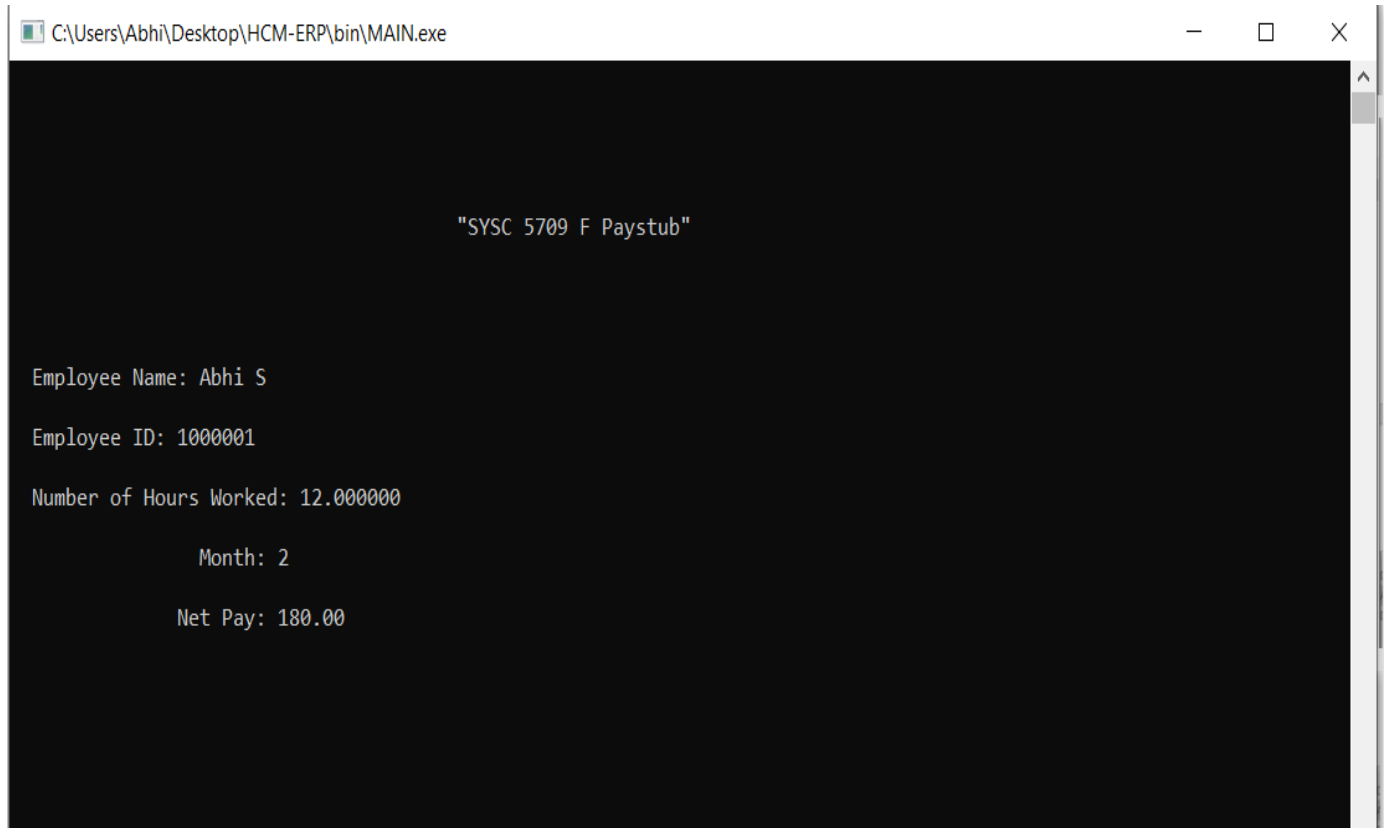 C:\Users\Abhi\Desktop\HCM-ERP\bin\MAIN.exe
"SYSC 5709 F Paystub"
Employee Name: Abhi S
Employee ID: 1000001
Number of Hours Worked: 12.000000
Month: 2
Net Pay: 180.00